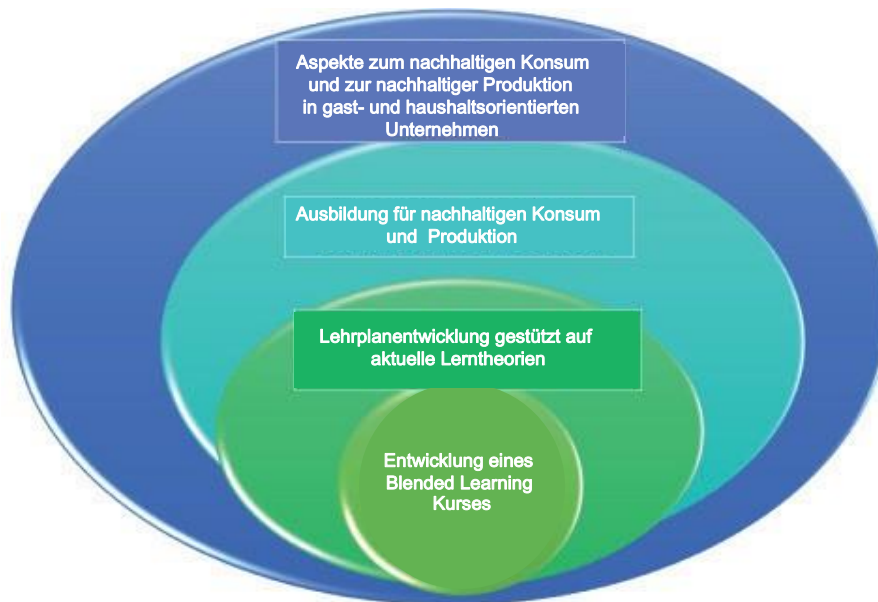 Aspekte zum nachhaltigen Konsum
und zur nachhaltiger Produktion
in gast- und haushaltsorientierten
Unternehmen
Ausbildung für nachhaltigen Konsum
und Produktion
Lehrplanentwicklung gestützt auf
aktuelle Lerntheorien
Entwicklung eines
Blended Learning
Kurses